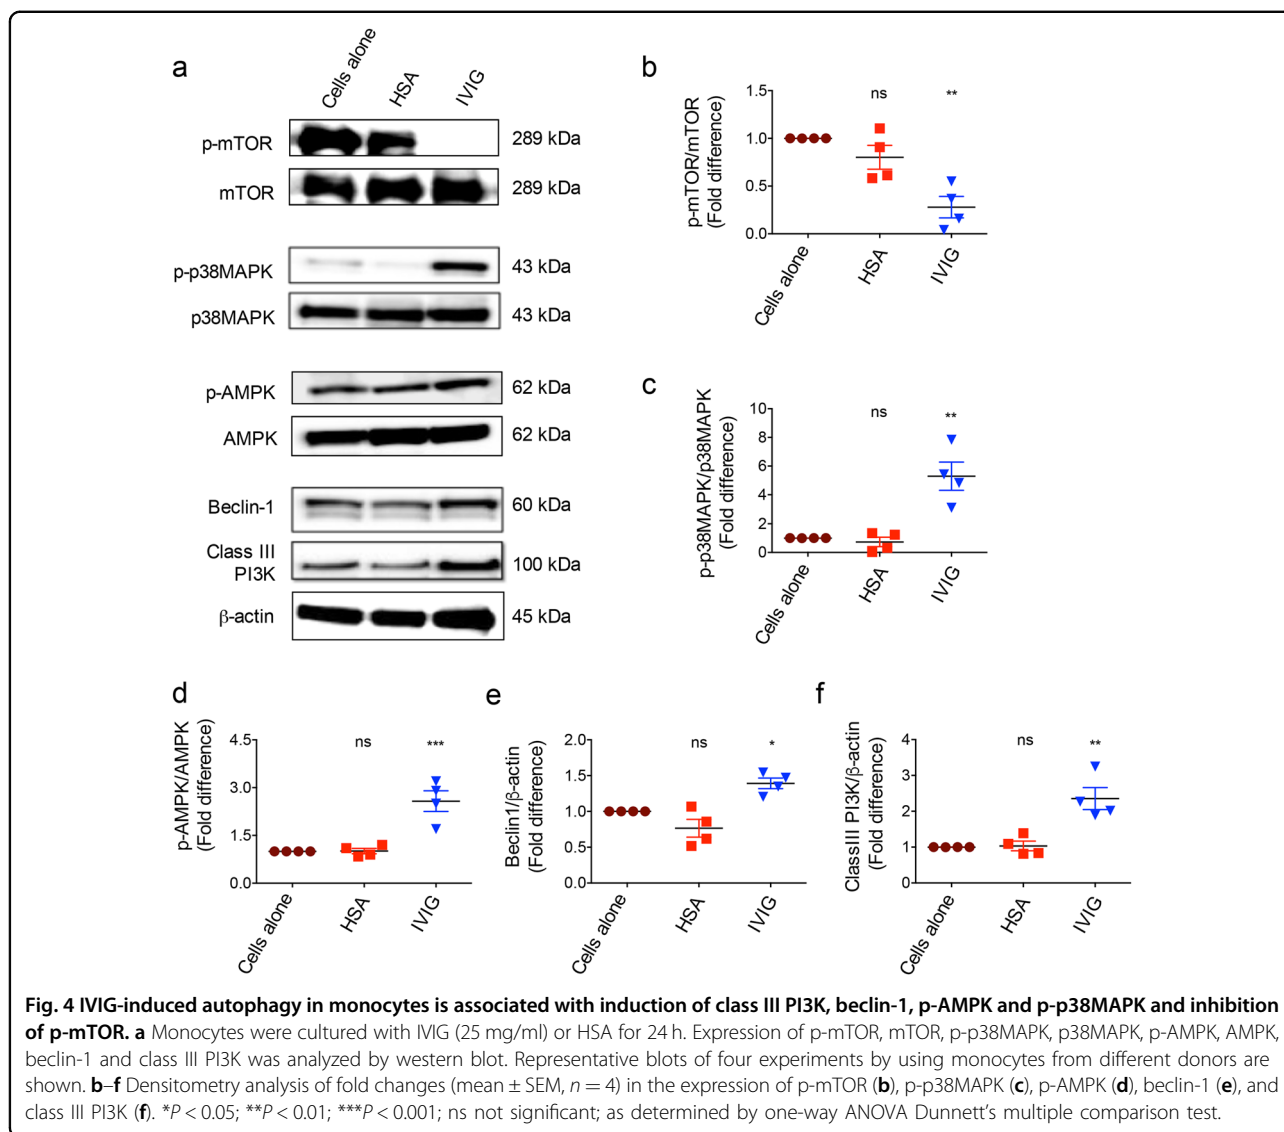 a
Cells alone
HSA
IVIG
p-mTOR
289 kDa
mTOR
289 kDa
p-p38MAPK
43 kDa
p38MAPK
43 kDa
p-AMPK
62 kDa
AMPK
62 kDa
Beclin-1
60 kDa
Class III
PI3K
100 kDa
β-actin
45 kDa
b
p-mTOR/mTOR
(Fold difference)
1.5
1.0
0.5
0.0
ns
**
Cells alone
HSA
IVIG
c
p-p38MAPK/p38MAPK
(Fold difference)
10
8
6
4
2
0
ns
**
Cells alone
HSA
IVIG
d
p-AMPK/AMPK
(Fold difference)
4.5
3.0
1.5
0.0
ns
***
Cells alone
HSA
IVIG
e
Beclin1/β-actin
(Fold difference)
2.0
1.5
1.0
0.5
0.0
ns
*
Cells alone
HSA
IVIG
f
ClassIII PI3K/β-actin
(Fold difference)
4
3
2
1
0
ns
**
Cells alone
HSA
IVIG
Fig. 4 IVIG-induced autophagy in monocytes is associated with induction of class III PI3K, beclin-1, p-AMPK and p-p38MAPK and inhibition
of p-mTOR. a Monocytes were cultured with IVIG (25 mg/ml) or HSA for 24 h. Expression of p-mTOR, mTOR, p-p38MAPK, p38MAPK, p-AMPK, AMPK,
beclin-1 and class III PI3K was analyzed by western blot. Representative blots of four experiments by using monocytes from different donors are
shown. b–f Densitometry analysis of fold changes (mean ± SEM, n = 4) in the expression of p-mTOR (b), p-p38MAPK (c), p-AMPK (d), beclin-1 (e), and
class III PI3K (f). *P < 0.05; **P < 0.01; ***P < 0.001; ns not significant; as determined by one-way ANOVA Dunnett's multiple comparison test.